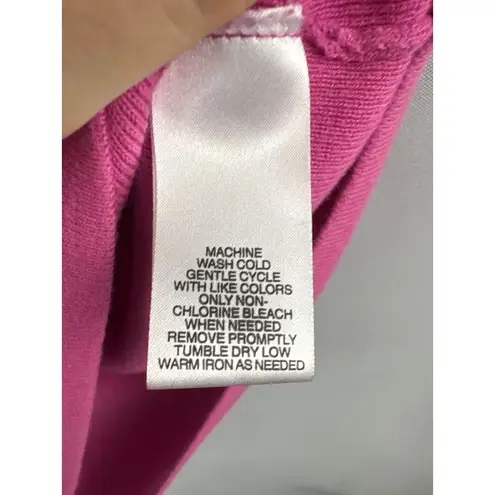 MACHINE
WASH COLD
GENTLE CYCLE
WITH LIKE COLORS
ONLY NON-
CHLORINE BLEACH
WHEN NEEDED
REMOVE PROMPTLY
TUMBLE DRY LOW
WARM IRON AS NEEDED